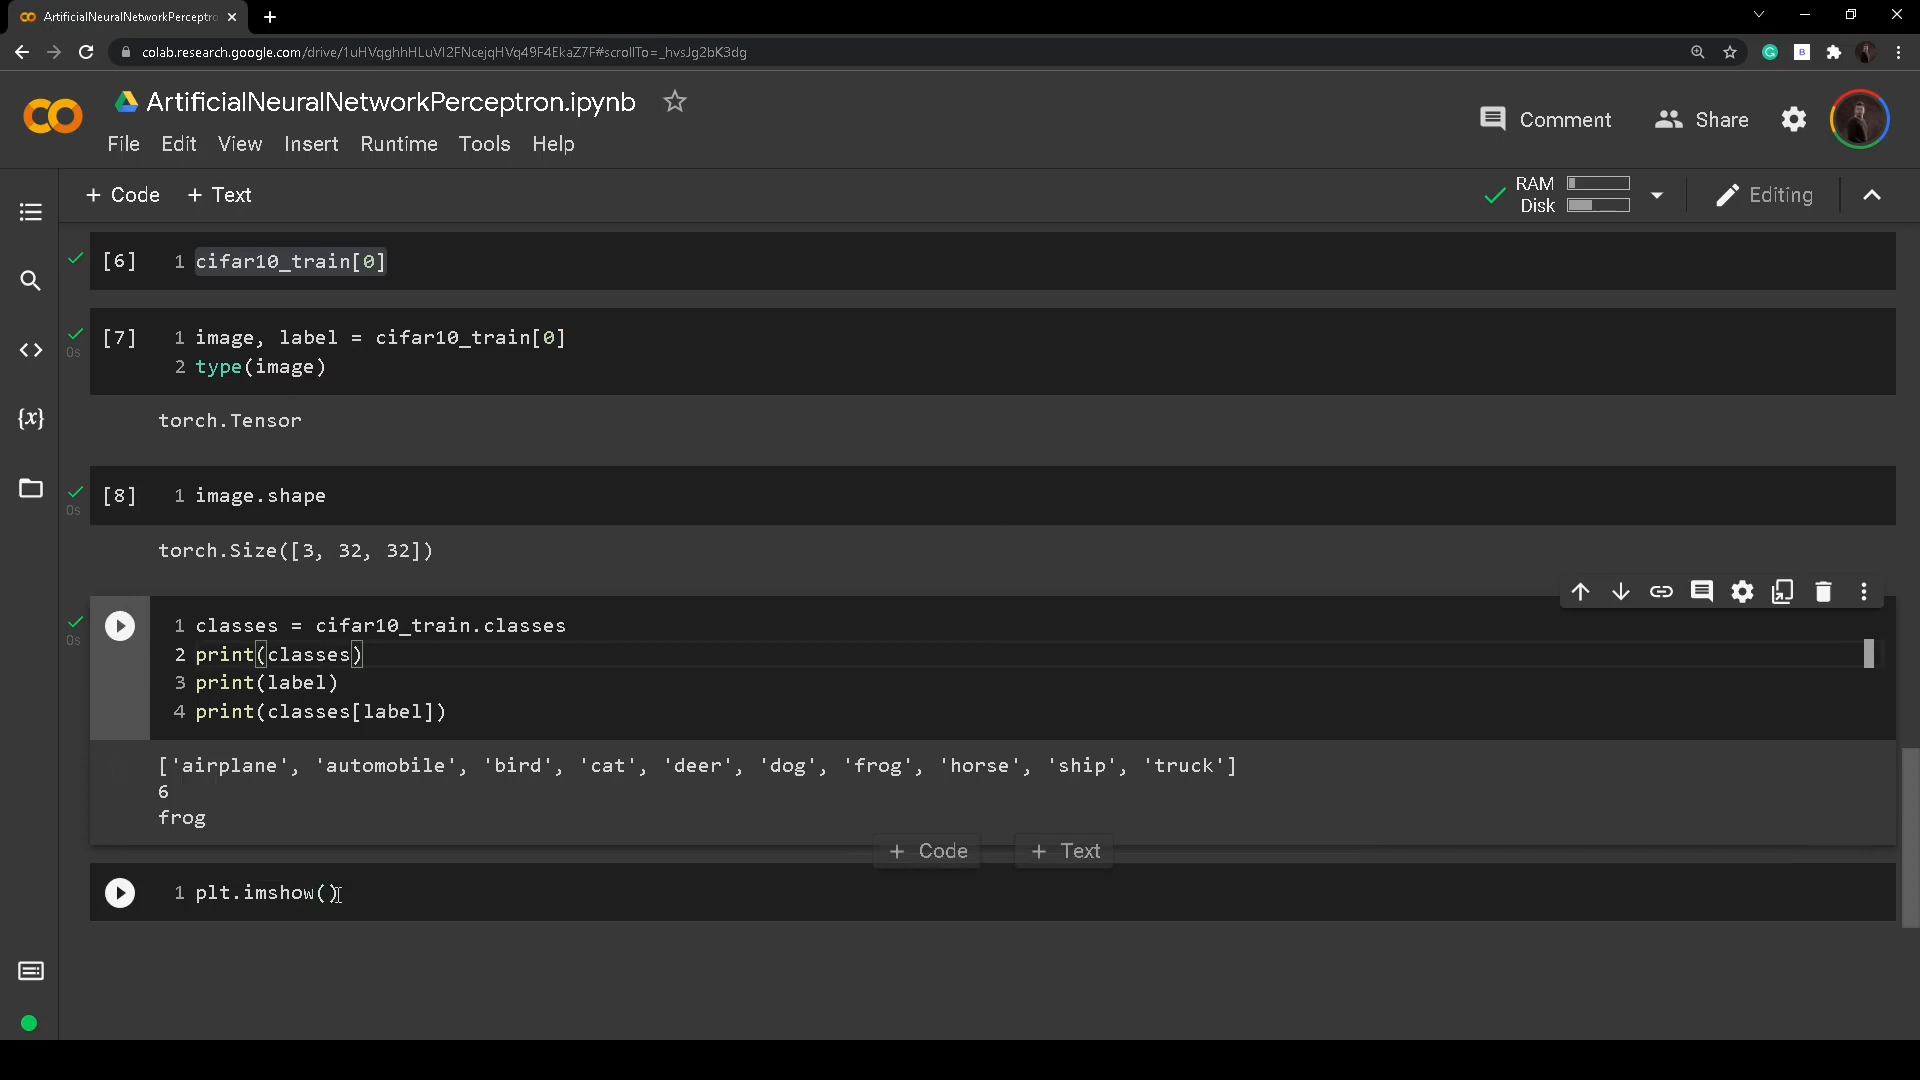 ArtificialNeuralNetworkPerceptro
colab.research.google.com/drive/1uHVqghhHLuVI2FNcejqHVq49F4EkaZ7F#scrollTo=_hvsJg2bK3dg
ArtificialNeuralNetworkPerceptron.ipynb
Comment
Share
File Edit View Insert Runtime Tools Help
+ Code + Text
RAM
Disk
Editing
[6] 1 cifar10_train[0]
[7] 1 image, label = cifar10_train[0]
0s
2 type(image)
torch.Tensor
[8] 1 image.shape
0s
torch.Size([3, 32, 32])
1 classes = cifar10_train.classes
0s
2 print(classes)
3 print(label)
4 print(classes[label])
['airplane', 'automobile', 'bird', 'cat', 'deer', 'dog', 'frog', 'horse', 'ship', 'truck']
6
frog
+ Code + Text
1 plt.imshow()